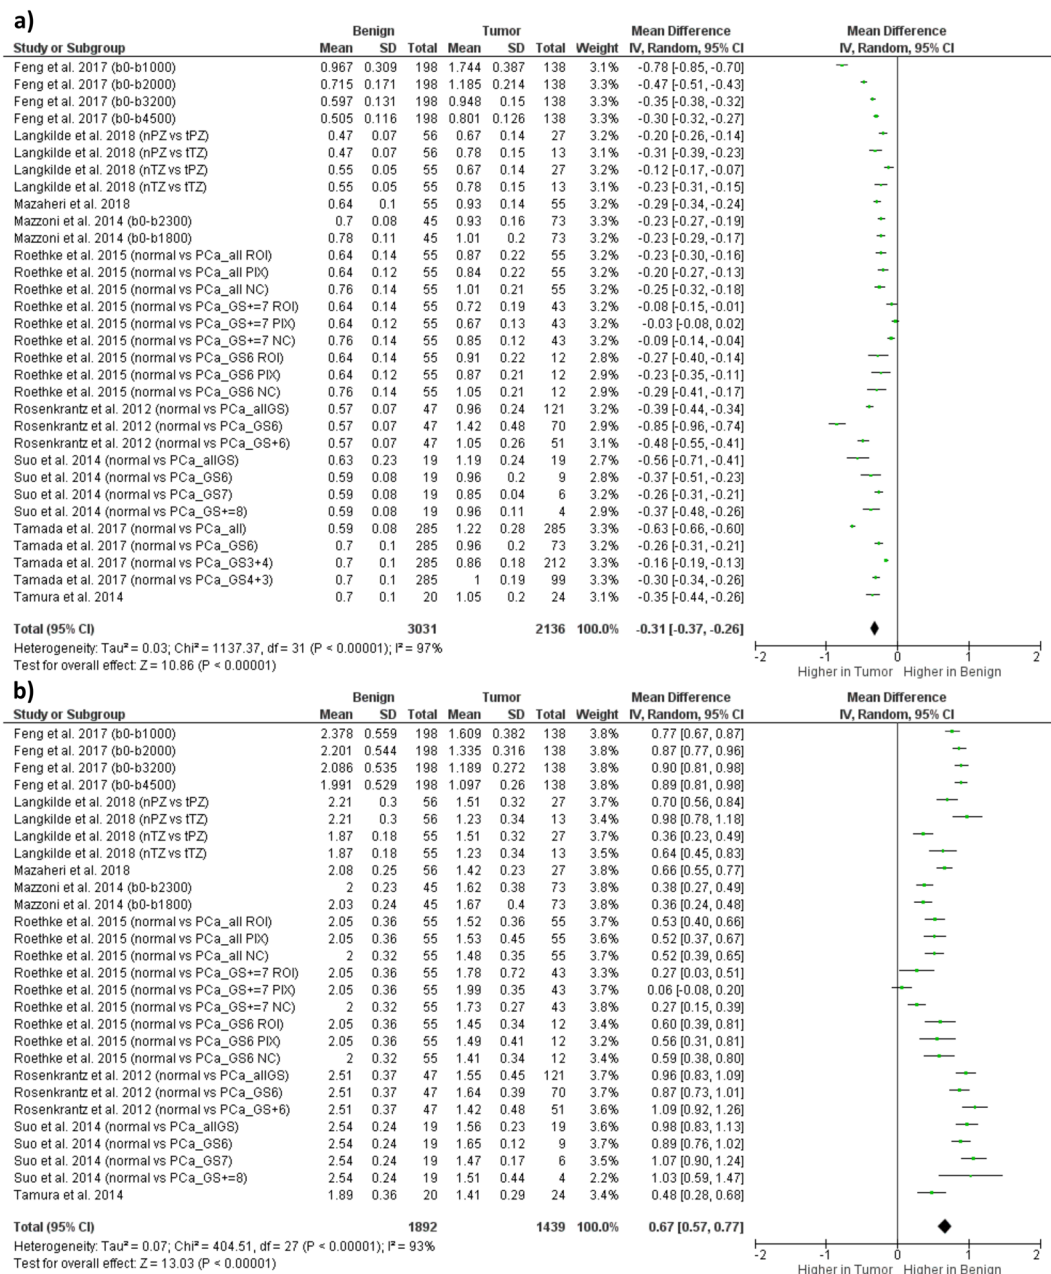 a)
Benign Tumor Mean Difference Mean Difference
Study or Subgroup Mean SD Total Mean SD Total Weight IV, Random, 95% CI IV, Random, 95% CI
Feng et al. 2017 (b0-b1000) 0.967 0.309 198 1.744 0.387 138 3.1% -0.78 [-0.85, -0.70]
Feng et al. 2017 (b0-b2000) 0.715 0.171 198 1.185 0.214 138 3.3% -0.47 [-0.51, -0.43]
Feng et al. 2017 (b0-b3200) 0.597 0.131 198 0.948 0.15 138 3.3% -0.35 [-0.38, -0.32]
Feng et al. 2017 (b0-b4500) 0.505 0.116 198 0.801 0.126 138 3.3% -0.30 [-0.32, -0.27]
Langkilde et al. 2018 (nPZ vs tPZ) 0.47 0.07 56 0.67 0.14 27 3.2% -0.20 [-0.26, -0.14]
Langkilde et al. 2018 (nPZ vs tTZ) 0.47 0.07 56 0.78 0.15 13 3.1% -0.31 [-0.39, -0.23]
Langkilde et al. 2018 (nTZ vs tPZ) 0.55 0.05 55 0.67 0.14 27 3.2% -0.12 [-0.17, -0.07]
Langkilde et al. 2018 (nTZ vs tTZ) 0.55 0.05 55 0.78 0.15 13 3.1% -0.23 [-0.31, -0.15]
Mazaheri et al. 2018 0.64 0.1 55 0.93 0.14 55 3.2% -0.29 [-0.34, -0.24]
Mazzoni et al. 2014 (b0-b2300) 0.7 0.08 45 0.93 0.16 73 3.2% -0.23 [-0.27, -0.19]
Mazzoni et al. 2014 (b0-b1800) 0.78 0.11 45 1.01 0.2 73 3.2% -0.23 [-0.29, -0.17]
Roethke et al. 2015 (normal vs PCa_all ROI) 0.64 0.14 55 0.87 0.22 55 3.2% -0.23 [-0.30, -0.16]
Roethke et al. 2015 (normal vs PCa_all PIX) 0.64 0.12 55 0.84 0.22 55 3.2% -0.20 [-0.27, -0.13]
Roethke et al. 2015 (normal vs PCa_all NC) 0.76 0.14 55 1.01 0.21 55 3.2% -0.25 [-0.32, -0.18]
Roethke et al. 2015 (normal vs PCa_GS+=7 ROI) 0.64 0.14 55 0.72 0.19 43 3.2% -0.08 [-0.15, -0.01]
Roethke et al. 2015 (normal vs PCa_GS+=7 PIX) 0.64 0.12 55 0.67 0.13 43 3.2% -0.03 [-0.08, 0.02]
Roethke et al. 2015 (normal vs PCa_GS+=7 NC) 0.76 0.14 55 0.85 0.12 43 3.2% -0.09 [-0.14, -0.04]
Roethke et al. 2015 (normal vs PCa_GS6 ROI) 0.64 0.14 55 0.91 0.22 12 2.8% -0.27 [-0.40, -0.14]
Roethke et al. 2015 (normal vs PCa_GS6 PIX) 0.64 0.12 55 0.87 0.21 12 2.9% -0.23 [-0.35, -0.11]
Roethke et al. 2015 (normal vs PCa_GS6 NC) 0.76 0.14 55 1.05 0.21 12 2.9% -0.29 [-0.41, -0.17]
Rosenkrantz et al. 2012 (normal vs PCa_allGS) 0.57 0.07 47 0.96 0.24 121 3.2% -0.39 [-0.44, -0.34]
Rosenkrantz et al. 2012 (normal vs PCa_GS6) 0.57 0.07 47 1.42 0.48 70 2.9% -0.85 [-0.96, -0.74]
Rosenkrantz et al. 2012 (normal vs PCa_GS+6) 0.57 0.07 47 1.05 0.26 51 3.1% -0.48 [-0.55, -0.41]
Suo et al. 2014 (normal vs PCa_allGS) 0.63 0.23 19 1.19 0.24 19 2.7% -0.56 [-0.71, -0.41]
Suo et al. 2014 (normal vs PCa_GS6) 0.59 0.08 19 0.96 0.2 9 2.8% -0.37 [-0.51, -0.23]
Suo et al. 2014 (normal vs PCa_GS7) 0.59 0.08 19 0.85 0.04 6 3.2% -0.26 [-0.31, -0.21]
Suo et al. 2014 (normal vs PCa_GS+=8) 0.59 0.08 19 0.96 0.11 4 3.0% -0.37 [-0.48, -0.26]
Tamada et al. 2017 (normal vs PCa_all) 0.59 0.08 285 1.22 0.28 285 3.3% -0.63 [-0.66, -0.60]
Tamada et al. 2017 (normal vs PCa_GS6) 0.7 0.1 285 0.96 0.2 73 3.2% -0.26 [-0.31, -0.21]
Tamada et al. 2017 (normal vs PCa_GS3+4) 0.7 0.1 285 0.86 0.18 212 3.3% -0.16 [-0.19, -0.13]
Tamada et al. 2017 (normal vs PCa_GS4+3) 0.7 0.1 285 1 0.19 99 3.3% -0.30 [-0.34, -0.26]
Tamura et al. 2014 0.7 0.1 20 1.05 0.2 24 3.1% -0.35 [-0.44, -0.26]
Total (95% CI) 3031 2136 100.0% -0.31 [-0.37, -0.26]
Heterogeneity: Tau² = 0.03; Chi² = 1137.37, df = 31 (P < 0.00001); I² = 97%
Test for overall effect: Z = 10.86 (P < 0.00001)
-2 -1 0 1 2
Higher in Tumor Higher in Benign
b)
Benign Tumor Mean Difference Mean Difference
Study or Subgroup Mean SD Total Mean SD Total Weight IV, Random, 95% CI IV, Random, 95% CI
Feng et al. 2017 (b0-b1000) 2.378 0.559 198 1.609 0.382 138 3.8% 0.77 [0.67, 0.87]
Feng et al. 2017 (b0-b2000) 2.201 0.544 198 1.335 0.316 138 3.8% 0.87 [0.77, 0.96]
Feng et al. 2017 (b0-b3200) 2.086 0.535 198 1.189 0.272 138 3.8% 0.90 [0.81, 0.98]
Feng et al. 2017 (b0-b4500) 1.991 0.529 198 1.097 0.26 138 3.8% 0.89 [0.81, 0.98]
Langkilde et al. 2018 (nPZ vs tPZ) 2.21 0.3 56 1.51 0.32 27 3.7% 0.70 [0.56, 0.84]
Langkilde et al. 2018 (nPZ vs tTZ) 2.21 0.3 56 1.23 0.34 13 3.4% 0.98 [0.78, 1.18]
Langkilde et al. 2018 (nTZ vs tPZ) 1.87 0.18 55 1.51 0.32 27 3.7% 0.36 [0.23, 0.49]
Langkilde et al. 2018 (nTZ vs tTZ) 1.87 0.18 55 1.23 0.34 13 3.5% 0.64 [0.45, 0.83]
Mazaheri et al. 2018 2.08 0.25 56 1.42 0.23 27 3.8% 0.66 [0.55, 0.77]
Mazzoni et al. 2014 (b0-b2300) 2 0.23 45 1.62 0.38 73 3.8% 0.38 [0.27, 0.49]
Mazzoni et al. 2014 (b0-b1800) 2.03 0.24 45 1.67 0.4 73 3.7% 0.36 [0.24, 0.48]
Roethke et al. 2015 (normal vs PCa_all ROI) 2.05 0.36 55 1.52 0.36 55 3.7% 0.53 [0.40, 0.66]
Roethke et al. 2015 (normal vs PCa_all PIX) 2.05 0.36 55 1.53 0.45 55 3.6% 0.52 [0.37, 0.67]
Roethke et al. 2015 (normal vs PCa_all NC) 2 0.32 55 1.48 0.35 55 3.7% 0.52 [0.39, 0.65]
Roethke et al. 2015 (normal vs PCa_GS+=7 ROI) 2.05 0.36 55 1.78 0.72 43 3.2% 0.27 [0.03, 0.51]
Roethke et al. 2015 (normal vs PCa_GS+=7 PIX) 2.05 0.36 55 1.99 0.35 43 3.7% 0.06 [-0.08, 0.20]
Roethke et al. 2015 (normal vs PCa_GS+=7 NC) 2 0.32 55 1.73 0.27 43 3.7% 0.27 [0.15, 0.39]
Roethke et al. 2015 (normal vs PCa_GS6 ROI) 2.05 0.36 55 1.45 0.34 12 3.4% 0.60 [0.39, 0.81]
Roethke et al. 2015 (normal vs PCa_GS6 PIX) 2.05 0.36 55 1.49 0.41 12 3.2% 0.56 [0.31, 0.81]
Roethke et al. 2015 (normal vs PCa_GS6 NC) 2 0.32 55 1.41 0.34 12 3.4% 0.59 [0.38, 0.80]
Rosenkrantz et al. 2012 (normal vs PCa_allGS) 2.51 0.37 47 1.55 0.45 121 3.7% 0.96 [0.83, 1.09]
Rosenkrantz et al. 2012 (normal vs PCa_GS6) 2.51 0.37 47 1.64 0.39 70 3.7% 0.87 [0.73, 1.01]
Rosenkrantz et al. 2012 (normal vs PCa_GS+6) 2.51 0.37 47 1.42 0.48 51 3.6% 1.09 [0.92, 1.26]
Suo et al. 2014 (normal vs PCa_allGS) 2.54 0.24 19 1.56 0.23 19 3.7% 0.98 [0.83, 1.13]
Suo et al. 2014 (normal vs PCa_GS6) 2.54 0.24 19 1.65 0.12 9 3.7% 0.89 [0.76, 1.02]
Suo et al. 2014 (normal vs PCa_GS7) 2.54 0.24 19 1.47 0.17 6 3.5% 1.07 [0.90, 1.24]
Suo et al. 2014 (normal vs PCa_GS+=8) 2.54 0.24 19 1.51 0.44 4 2.2% 1.03 [0.59, 1.47]
Tamura et al. 2014 1.89 0.36 20 1.41 0.29 24 3.4% 0.48 [0.28, 0.68]
Total (95% CI) 1892 1439 100.0% 0.67 [0.57, 0.77]
Heterogeneity: Tau² = 0.07; Chi² = 404.51, df = 27 (P < 0.00001); I² = 93%
Test for overall effect: Z = 13.03 (P < 0.00001)
-2 -1 0 1 2
Higher in Tumor Higher in Benign